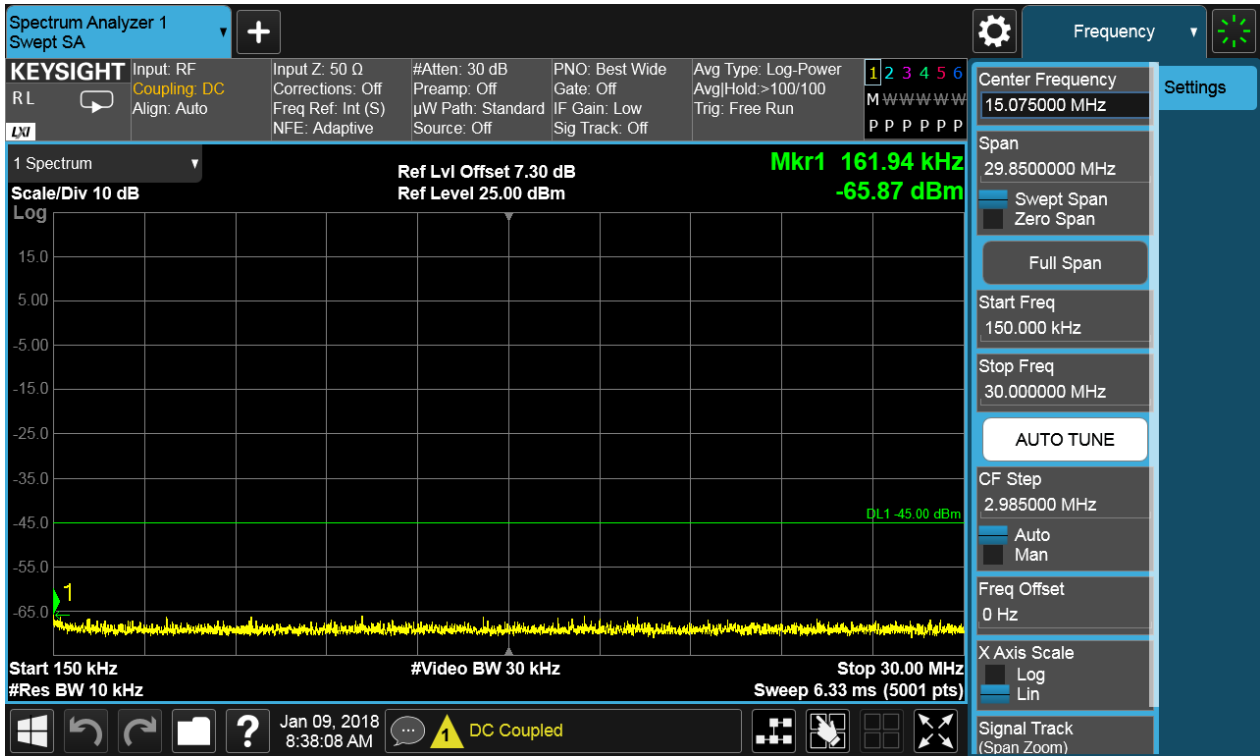 Spectrum Analyzer 1
Swept SA
+
Frequency
KEYSIGHT
RL
LXI
Input: RF
Coupling: DC
Align: Auto
Input Z: 50 Ω
Corrections: Off
Freq Ref: Int (S)
NFE: Adaptive
#Atten: 30 dB
Preamp: Off
µW Path: Standard
Source: Off
PNO: Best Wide
Gate: Off
IF Gain: Low
Sig Track: Off
Avg Type: Log-Power
Avg|Hold:>100/100
Trig: Free Run
1 2 3 4 5 6
M W W W W W
P P P P P P
1 Spectrum
Scale/Div 10 dB
Log
Ref Lvl Offset 7.30 dB
Ref Level 25.00 dBm
Mkr1 161.94 kHz
-65.87 dBm
15.0
5.00
-5.00
-15.0
-25.0
-35.0
-45.0
-55.0
-65.0
DL1 -45.00 dBm
1
Start 150 kHz
#Res BW 10 kHz
#Video BW 30 kHz
Stop 30.00 MHz
Sweep 6.33 ms (5001 pts)
Center Frequency
15.075000 MHz
Settings
Span
29.8500000 MHz
Swept Span
Zero Span
Full Span
Start Freq
150.000 kHz
Stop Freq
30.000000 MHz
AUTO TUNE
CF Step
2.985000 MHz
Auto
Man
Freq Offset
0 Hz
X Axis Scale
Log
Lin
Signal Track
(Span Zoom)
?
Jan 09, 2018
8:38:08 AM
1
DC Coupled